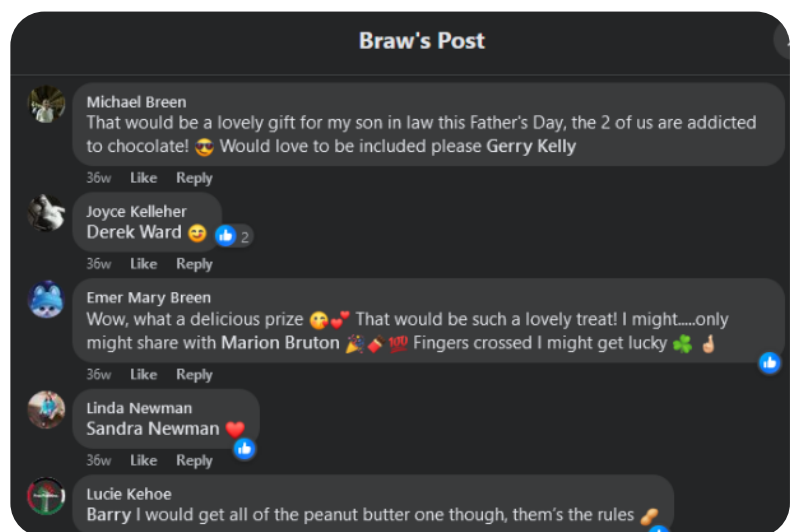 Braw's Post
Michael Breen
That would be a lovely gift for my son in law this Father's Day, the 2 of us are addicted
to chocolate! 😎 Would love to be included please Gerry Kelly
36w Like Reply
Joyce Kelleher
Derek Ward 😊 2
36w Like Reply
Emer Mary Breen
Wow, what a delicious prize 😘💕 That would be such a lovely treat! I might.....only
might share with Marion Bruton 🎉🍫💯 Fingers crossed I might get lucky ☘️🤞🏼
36w Like Reply
Linda Newman
Sandra Newman ❤️
36w Like Reply
Lucie Kehoe
Barry I would get all of the peanut butter one though, them's the rules 🥜